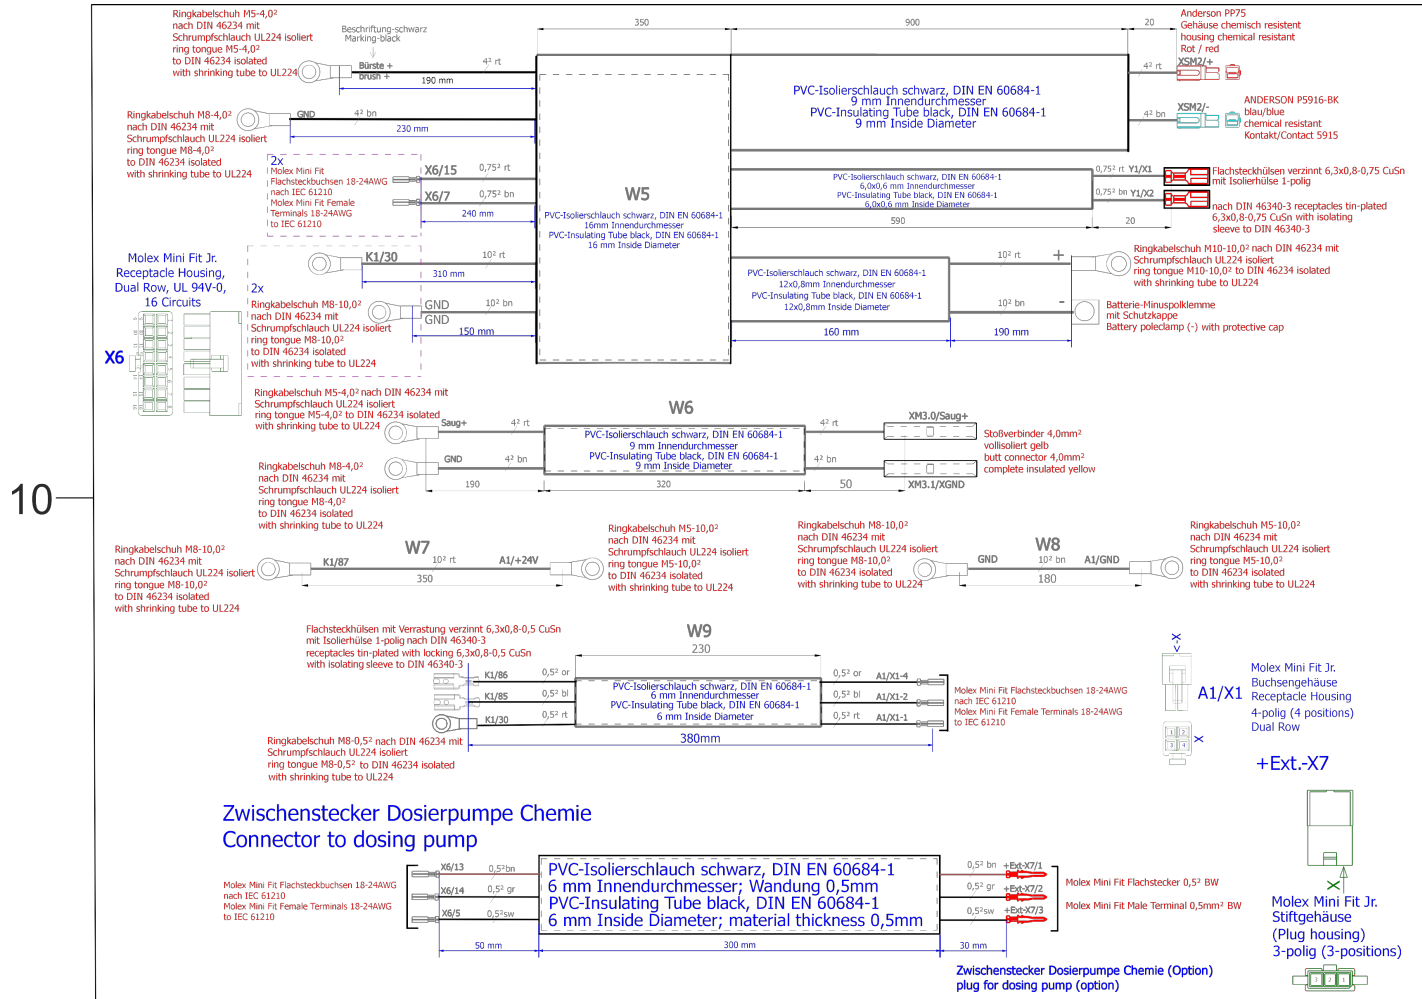 Ringkabelschuh M5-4,0²
nach DIN 46234 mit
Schrumpfschlauch UL224 isoliert
ring tongue M5-4,0²
to DIN 46234 isolated
with shrinking tube to UL224
Beschriftung-schwarz
Marking-black
Bürste +
brush +
4² rt
190 mm
350
900
20
Anderson PP75
Gehäuse chemisch resistent
housing chemical resistant
Rot / red
4² rt
XSM2/+
PVC-Isolierschlauch schwarz, DIN EN 60684-1
9 mm Innendurchmesser
PVC-Insulating Tube black, DIN EN 60684-1
9 mm Inside Diameter
4² bn
XSM2/-
ANDERSON P5916-BK
blau/blue
chemical resistant
Kontakt/Contact 5915
Ringkabelschuh M8-4,0²
nach DIN 46234 mit
Schrumpfschlauch UL224 isoliert
ring tongue M8-4,0²
to DIN 46234 isolated
with shrinking tube to UL224
GND
4² bn
230 mm
2x
Molex Mini Fit
Flachsteckbuchsen 18-24AWG
nach IEC 61210
Molex Mini Fit Female
Terminals 18-24AWG
to IEC 61210
X6/15
0,75² rt
X6/7
0,75² bn
240 mm
W5
PVC-Isolierschlauch schwarz, DIN EN 60684-1
16mm Innendurchmesser
PVC-Insulating Tube black, DIN EN 60684-1
16 mm Inside Diameter
PVC-Isolierschlauch schwarz, DIN EN 60684-1
6,0x0,6 mm Innendurchmesser
PVC-Insulating Tube black, DIN EN 60684-1
6,0x0,6 mm Inside Diameter
590
0,75² rt
Y1/X1
0,75² bn
Y1/X2
20
Flachsteckhülsen verzinnt 6,3x0,8-0,75 CuSn
mit Isolierhülse 1-polig
nach DIN 46340-3 receptacles tin-plated
6,3x0,8-0,75 CuSn with isolating
sleeve to DIN 46340-3
Molex Mini Fit Jr.
Receptacle Housing,
Dual Row, UL 94V-0,
16 Circuits
X6
K1/30
10² rt
310 mm
2x
Ringkabelschuh M8-10,0²
nach DIN 46234 mit
Schrumpfschlauch UL224 isoliert
ring tongue M8-10,0²
to DIN 46234 isolated
with shrinking tube to UL224
GND
GND
10² bn
150 mm
PVC-Isolierschlauch schwarz, DIN EN 60684-1
12x0,8mm Innendurchmesser
PVC-Insulating Tube black, DIN EN 60684-1
12x0,8mm Inside Diameter
160 mm
10² rt
+
10² bn
-
190 mm
Ringkabelschuh M10-10,0² nach DIN 46234 mit
Schrumpfschlauch UL224 isoliert
ring tongue M10-10,0² to DIN 46234 isolated
with shrinking tube to UL224
Batterie-Minuspolklemme
mit Schutzkappe
Battery poleclamp (-) with protective cap
Ringkabelschuh M5-4,0² nach DIN 46234 mit
Schrumpfschlauch UL224 isoliert
ring tongue M5-4,0² to DIN 46234 isolated
with shrinking tube to UL224
Saug+
4² rt
W6
PVC-Isolierschlauch schwarz, DIN EN 60684-1
9 mm Innendurchmesser
PVC-Insulating Tube black, DIN EN 60684-1
9 mm Inside Diameter
4² rt
XM3.0/Saug+
Stoßverbinder 4,0mm²
vollisoliert gelb
butt connector 4,0mm²
complete insulated yellow
Ringkabelschuh M8-4,0²
nach DIN 46234 mit
Schrumpfschlauch UL224 isoliert
ring tongue M8-4,0²
to DIN 46234 isolated
with shrinking tube to UL224
GND
4² bn
4² bn
XM3.1/XGND
190
320
50
10
Ringkabelschuh M8-10,0²
nach DIN 46234 mit
Schrumpfschlauch UL224 isoliert
ring tongue M8-10,0²
to DIN 46234 isolated
with shrinking tube to UL224
W7
K1/87
10² rt
A1/+24V
350
Ringkabelschuh M5-10,0²
nach DIN 46234 mit
Schrumpfschlauch UL224 isoliert
ring tongue M5-10,0²
to DIN 46234 isolated
with shrinking tube to UL224
Ringkabelschuh M8-10,0²
nach DIN 46234 mit
Schrumpfschlauch UL224 isoliert
ring tongue M8-10,0²
to DIN 46234 isolated
with shrinking tube to UL224
W8
GND
10² bn
A1/GND
180
Ringkabelschuh M5-10,0²
nach DIN 46234 mit
Schrumpfschlauch UL224 isoliert
ring tongue M5-10,0²
to DIN 46234 isolated
with shrinking tube to UL224
Flachsteckhülsen mit Verrastung verzinnt 6,3x0,8-0,5 CuSn
mit Isolierhülse 1-polig nach DIN 46340-3
receptacles tin-plated with locking 6,3x0,8-0,5 CuSn
with isolating sleeve to DIN 46340-3
W9
230
K1/86
0,5² or
K1/85
0,5² bl
K1/30
0,5² rt
PVC-Isolierschlauch schwarz, DIN EN 60684-1
6 mm Innendurchmesser
PVC-Insulating Tube black, DIN EN 60684-1
6 mm Inside Diameter
0,5² or
A1/X1-4
0,5² bl
A1/X1-2
0,5² rt
A1/X1-1
380mm
Molex Mini Fit Flachsteckbuchsen 18-24AWG
nach IEC 61210
Molex Mini Fit Female Terminals 18-24AWG
to IEC 61210
Ringkabelschuh M8-0,5² nach DIN 46234 mit
Schrumpfschlauch UL224 isoliert
ring tongue M8-0,5² to DIN 46234 isolated
with shrinking tube to UL224
<-X
A1/X1
1 2
3 4
X
Molex Mini Fit Jr.
Buchsengehäuse
Receptacle Housing
4-polig (4 positions)
Dual Row
+Ext.-X7
Zwischenstecker Dosierpumpe Chemie
Connector to dosing pump
Molex Mini Fit Flachsteckbuchsen 18-24AWG
nach IEC 61210
Molex Mini Fit Female Terminals 18-24AWG
to IEC 61210
X6/13
0,5²bn
X6/14
0,5² gr
X6/5
0,5²sw
PVC-Isolierschlauch schwarz, DIN EN 60684-1
6 mm Innendurchmesser; Wandung 0,5mm
PVC-Insulating Tube black, DIN EN 60684-1
6 mm Inside Diameter; material thickness 0,5mm
0,5² bn
+Ext-X7/1
0,5² gr
+Ext-X7/2
0,5²sw
+Ext-X7/3
Molex Mini Fit Flachstecker 0,5² BW
Molex Mini Fit Male Terminal 0,5mm² BW
50 mm
300 mm
30 mm
Zwischenstecker Dosierpumpe Chemie (Option)
plug for dosing pump (option)
X
Molex Mini Fit Jr.
Stiftgehäuse
(Plug housing)
3-polig (3-positions)
3 2 1